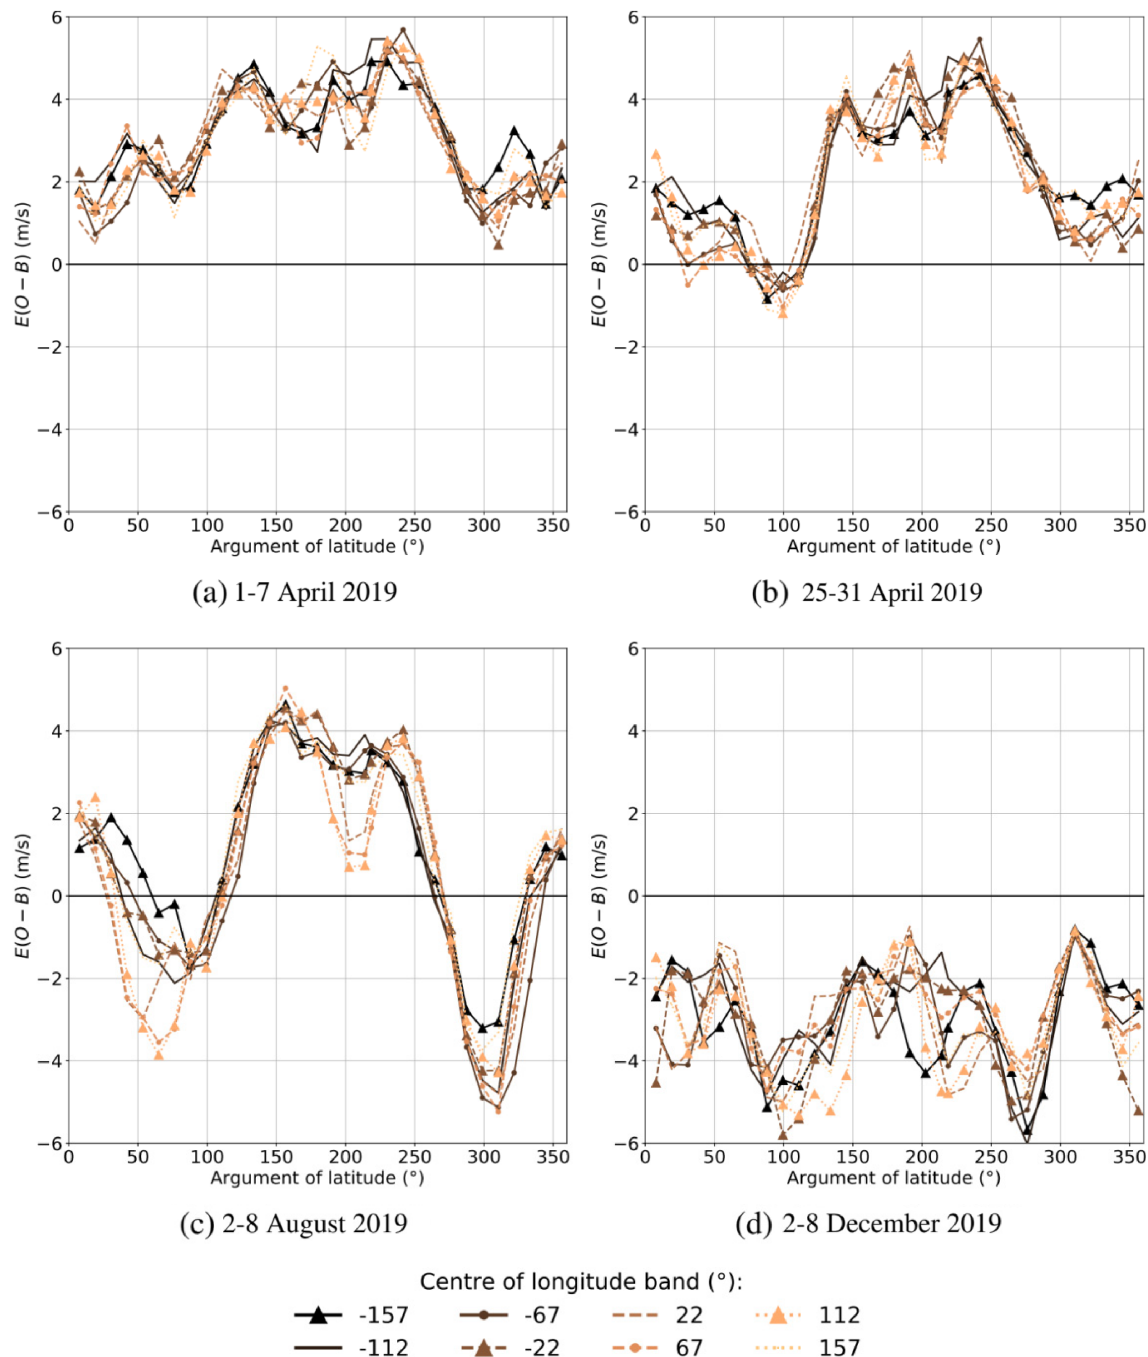 6
4
2
0
−2
−4
−6
E(O − B) (m/s)
0 50 100 150 200 250 300 350
Argument of latitude (°)
(a) 1-7 April 2019
6
4
2
0
−2
−4
−6
E(O − B) (m/s)
0 50 100 150 200 250 300 350
Argument of latitude (°)
(b) 25-31 April 2019
6
4
2
0
−2
−4
−6
E(O − B) (m/s)
0 50 100 150 200 250 300 350
Argument of latitude (°)
(c) 2-8 August 2019
6
4
2
0
−2
−4
−6
E(O − B) (m/s)
0 50 100 150 200 250 300 350
Argument of latitude (°)
(d) 2-8 December 2019
Centre of longitude band (°):
-157 -67 22 112
-112 -22 67 157